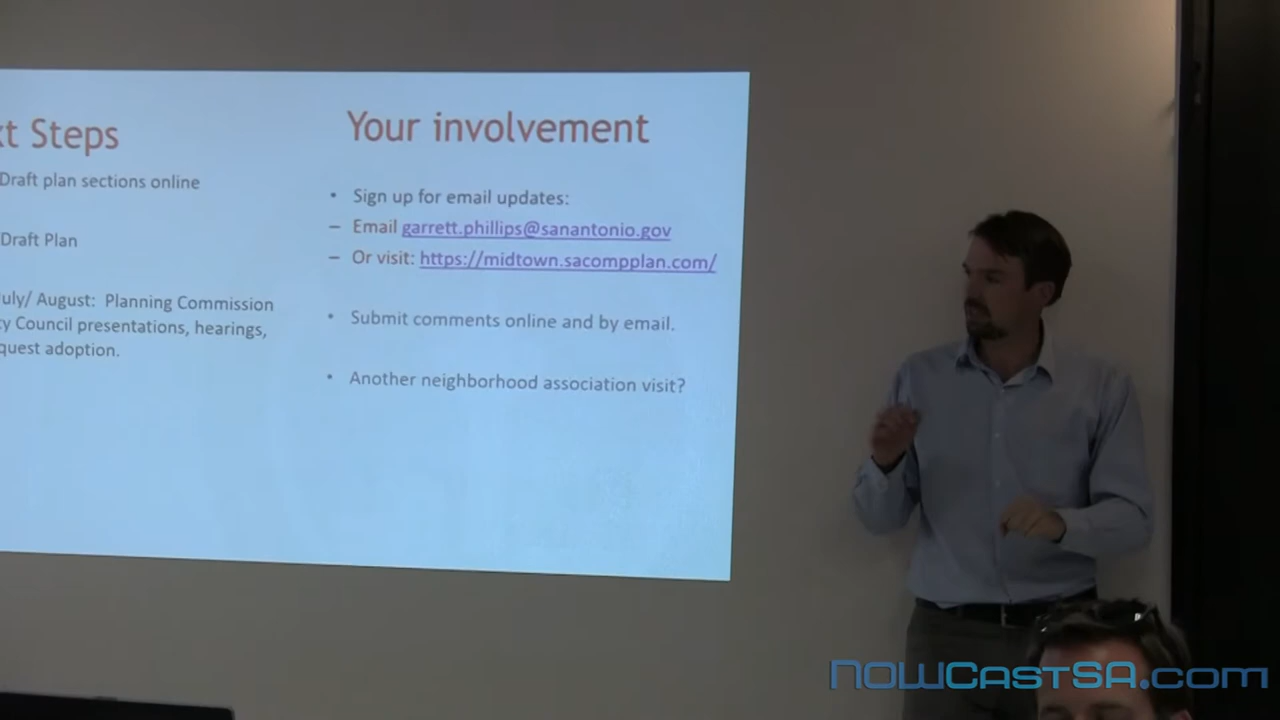 t Steps
Draft plan sections online
Draft Plan
uly/ August: Planning Commission
y Council presentations, hearings,
quest adoption.
Your involvement
• Sign up for email updates:
– Email garrett.phillips@sanantonio.gov
– Or visit: https://midtown.sacompplan.com/
• Submit comments online and by email.
• Another neighborhood association visit?
NOWCASTSA.com